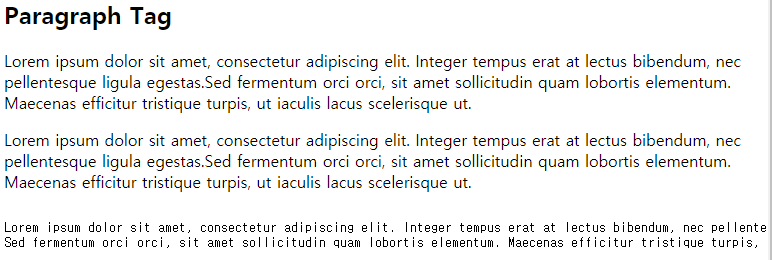 Paragraph Tag
Lorem ipsum dolor sit amet, consectetur adipiscing elit. Integer tempus erat at lectus bibendum, nec
pellentesque ligula egestas.Sed fermentum orci orci, sit amet sollicitudin quam lobortis elementum.
Maecenas efficitur tristique turpis, ut iaculis lacus scelerisque ut.
Lorem ipsum dolor sit amet, consectetur adipiscing elit. Integer tempus erat at lectus bibendum, nec
pellentesque ligula egestas.Sed fermentum orci orci, sit amet sollicitudin quam lobortis elementum.
Maecenas efficitur tristique turpis, ut iaculis lacus scelerisque ut.
Lorem ipsum dolor sit amet, consectetur adipiscing elit. Integer tempus erat at lectus bibendum, nec pellente
Sed fermentum orci orci, sit amet sollicitudin quam lobortis elementum. Maecenas efficitur tristique turpis,